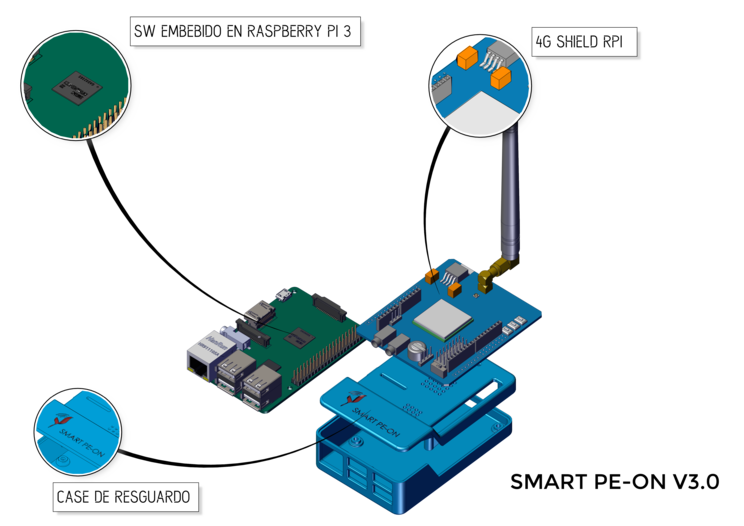 SW EMBEBIDO EN RASPBERRY PI 3
4G SHIELD RPI
SMART PE-ON
SMART PE-ON
CASE DE RESGUARDO
SMART PE-ON V3.0